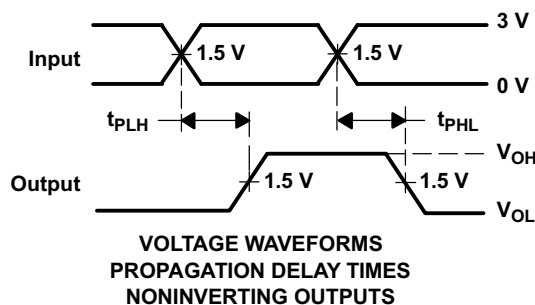 3 V
Input
1.5 V
1.5 V
0 V
tPLH
tPHL
VOH
Output
1.5 V
1.5 V
VOL
VOLTAGE WAVEFORMS
PROPAGATION DELAY TIMES
NONINVERTING OUTPUTS